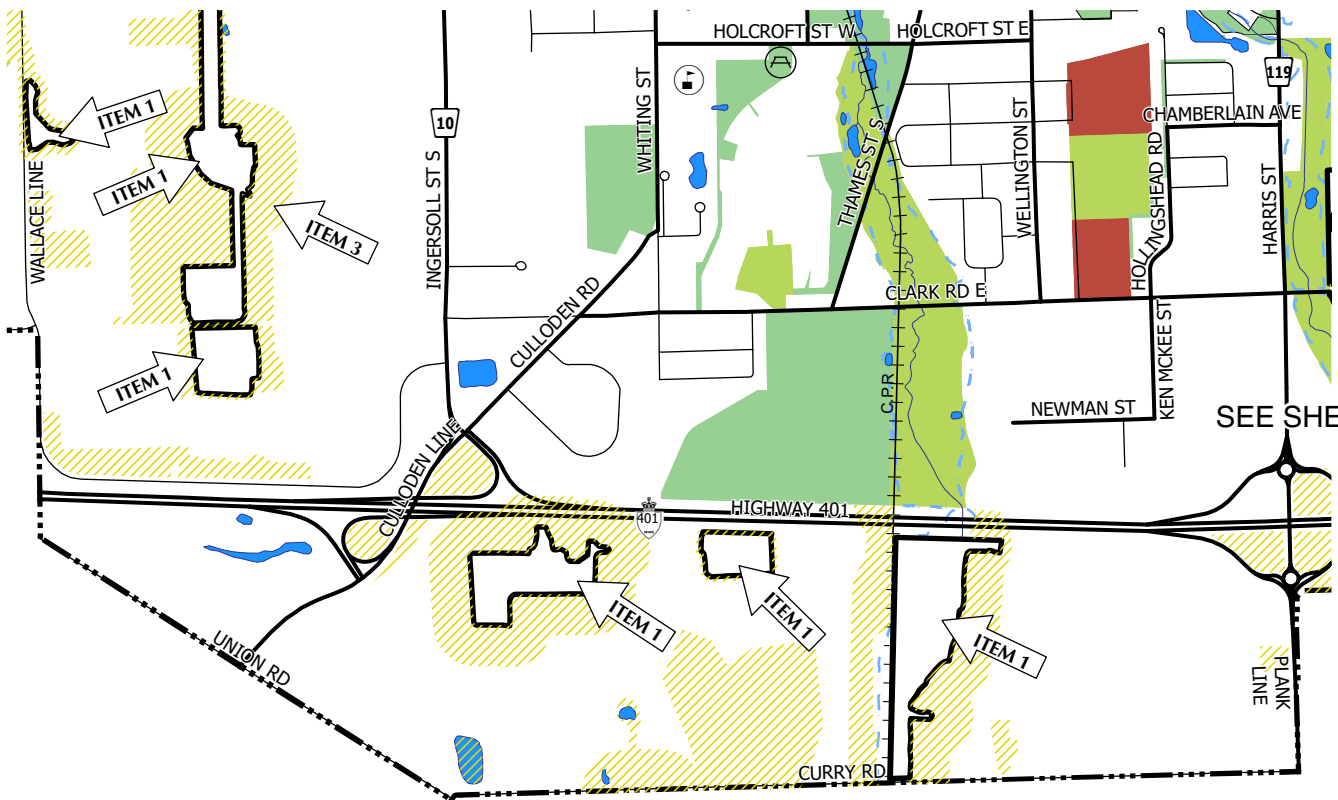 HOLCROFT ST W
HOLCROFT ST E
119
ITEM 1
10
WHITING ST
CHAMBERLAIN AVE
WELLINGTON ST
THAMES ST S
ITEM 1
HOLLINGSHEAD RD
HARRIS ST
WALLACE LINE
INGERSOLL ST S
ITEM 3
CLARK RD E
CULLODEN RD
KEN MCKEE ST
ITEM 1
C.P.R
NEWMAN ST
SEE SHE
CULLODEN LINE
HIGHWAY 401
401
ITEM 1
ITEM 1
ITEM 1
UNION RD
PLANK
LINE
CURRY RD